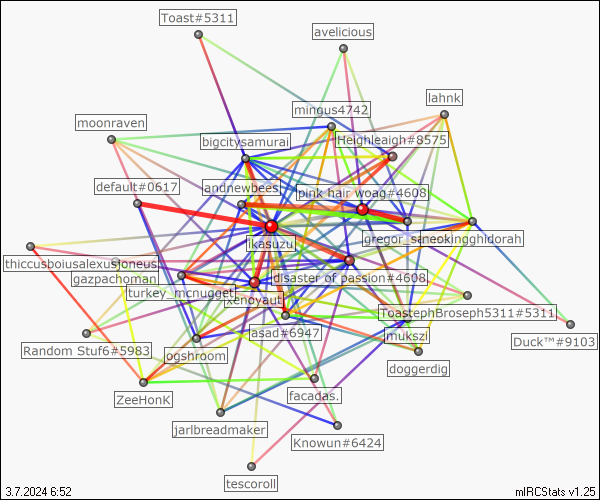 Toast#5311
avelicious
lahnk
mingus4742
moonraven
Heighleaigh#8575
bigcitysamurai
default#0617
andnewbees
pink hair woag#4608
gregor_s
neokingghidorah
ikasuzu
thiccusboiusalexusjoneus
gazpachoman
disaster of passion#4608
turkey_mcnugget
xenoyaut
ToastephBroseph5311#5311
asad#6947
mukszi
Duck™#9103
Random Stuf6#5983
ogshroom
doggerdig
ZeeHonK
facadas.
jarlbreadmaker
Knowun#6424
tescoroll
3.7.2024 6:52
mIRCStats v1.25